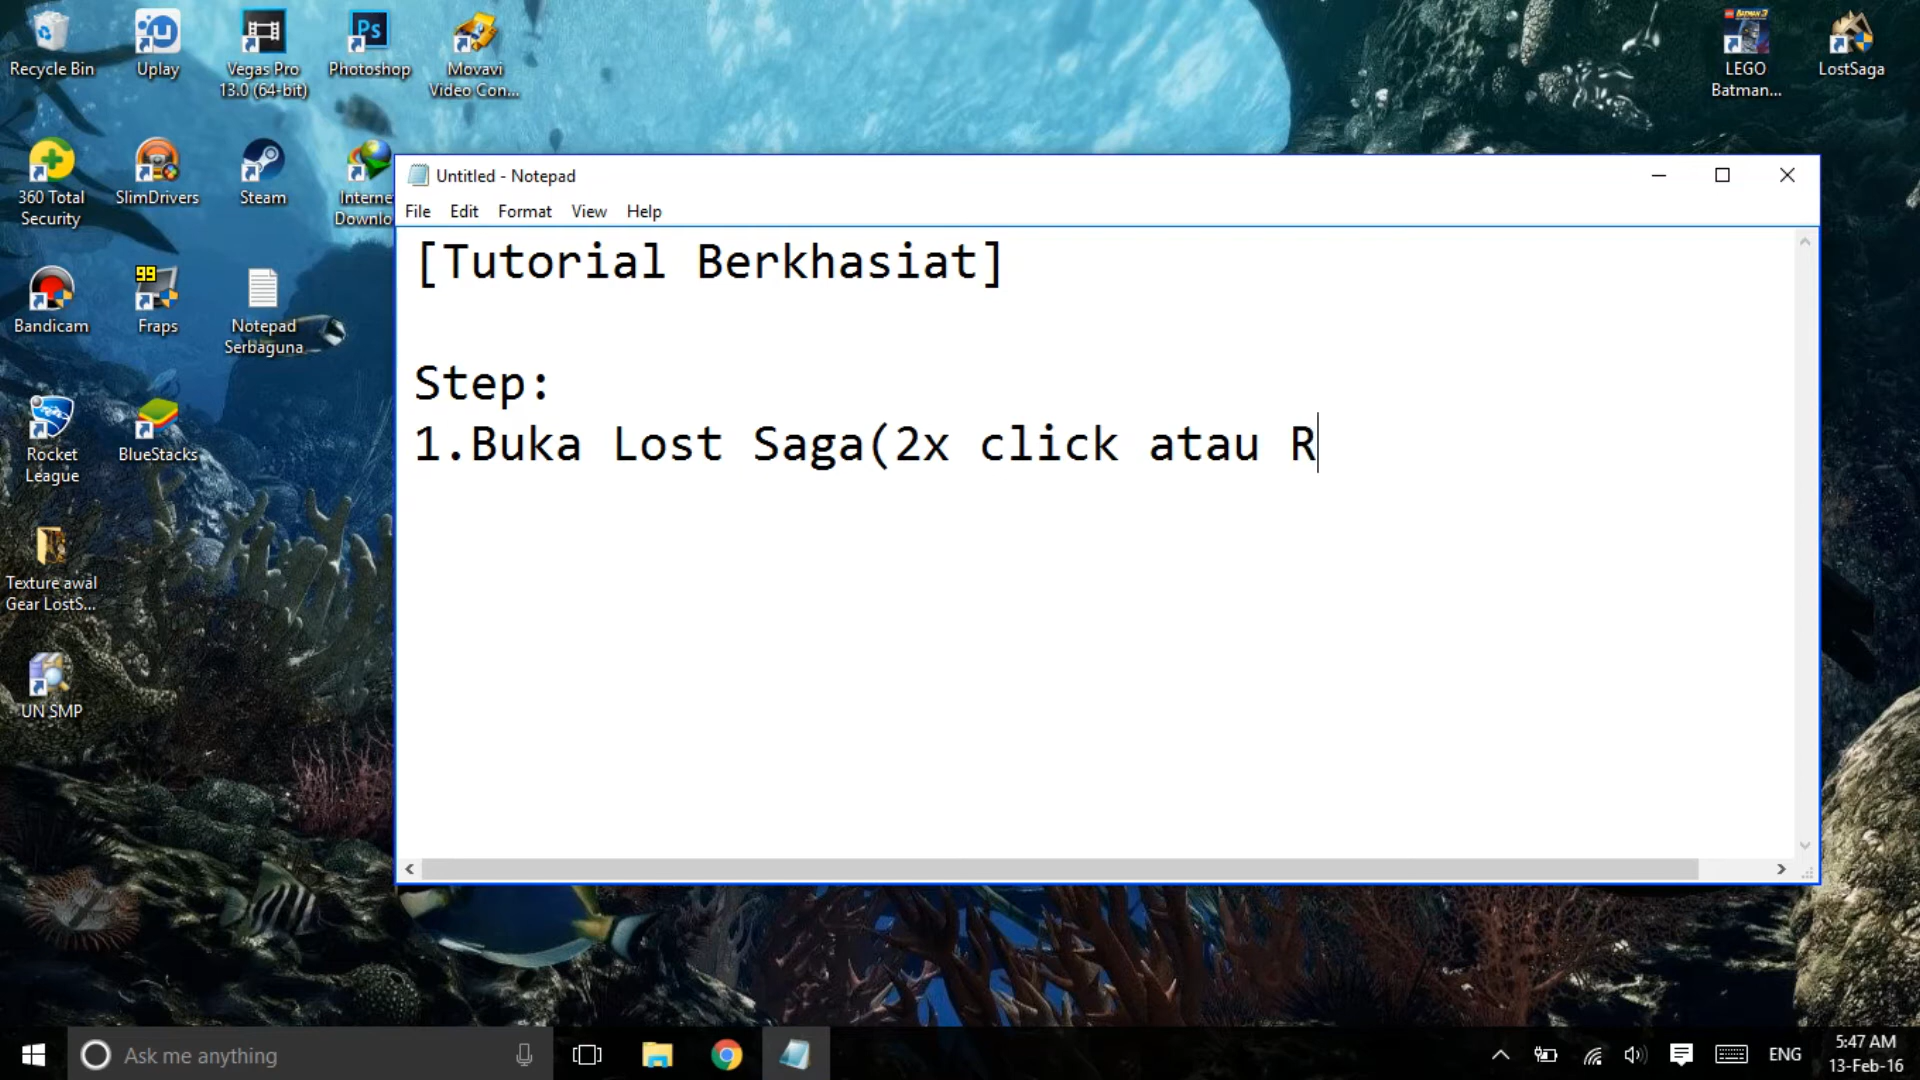 Recycle Bin
Uplay
Vegas Pro
13.0 (64-bit)
Ps
Photoshop
Movavi
Video Con...
LEGO
Batman...
LostSaga
360 Total
Security
SlimDrivers
Steam
Interne
Downlo
Untitled - Notepad
File Edit Format View Help
[Tutorial Berkhasiat]
Step:
1.Buka Lost Saga(2x click atau R
Bandicam
99
Fraps
Notepad
Serbaguna
Rocket
League
BlueStacks
Texture awal
Gear LostS...
UN SMP
Ask me anything
ENG
5:47 AM
13-Feb-16